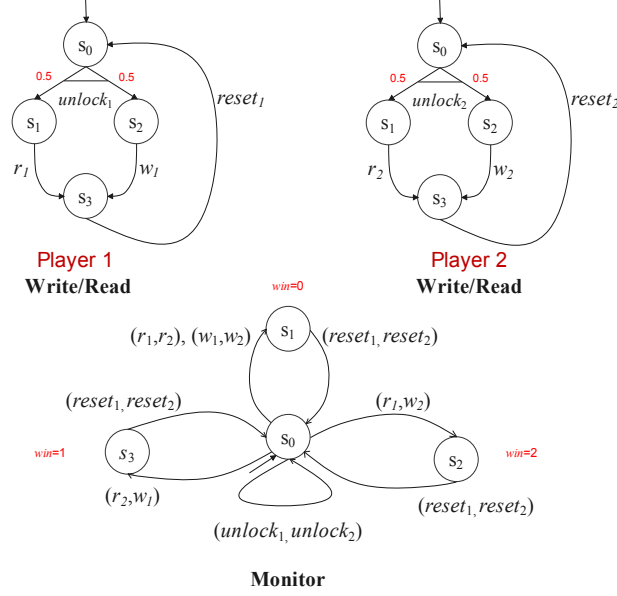 s0
0.5 0.5
unlock1
reset1
s1 s2
r1 w1
s3
Player 1
Write/Read
s0
0.5 0.5
unlock2
reset2
s1 s2
r2 w2
s3
Player 2
Write/Read
win=0
s1
(r1,r2), (w1,w2) (reset1,reset2)
(reset1,reset2) (r1,w2)
s0
win=1 s3
s2 win=2
(r2,w1) (reset1,reset2)
(unlock1,unlock2)
Monitor